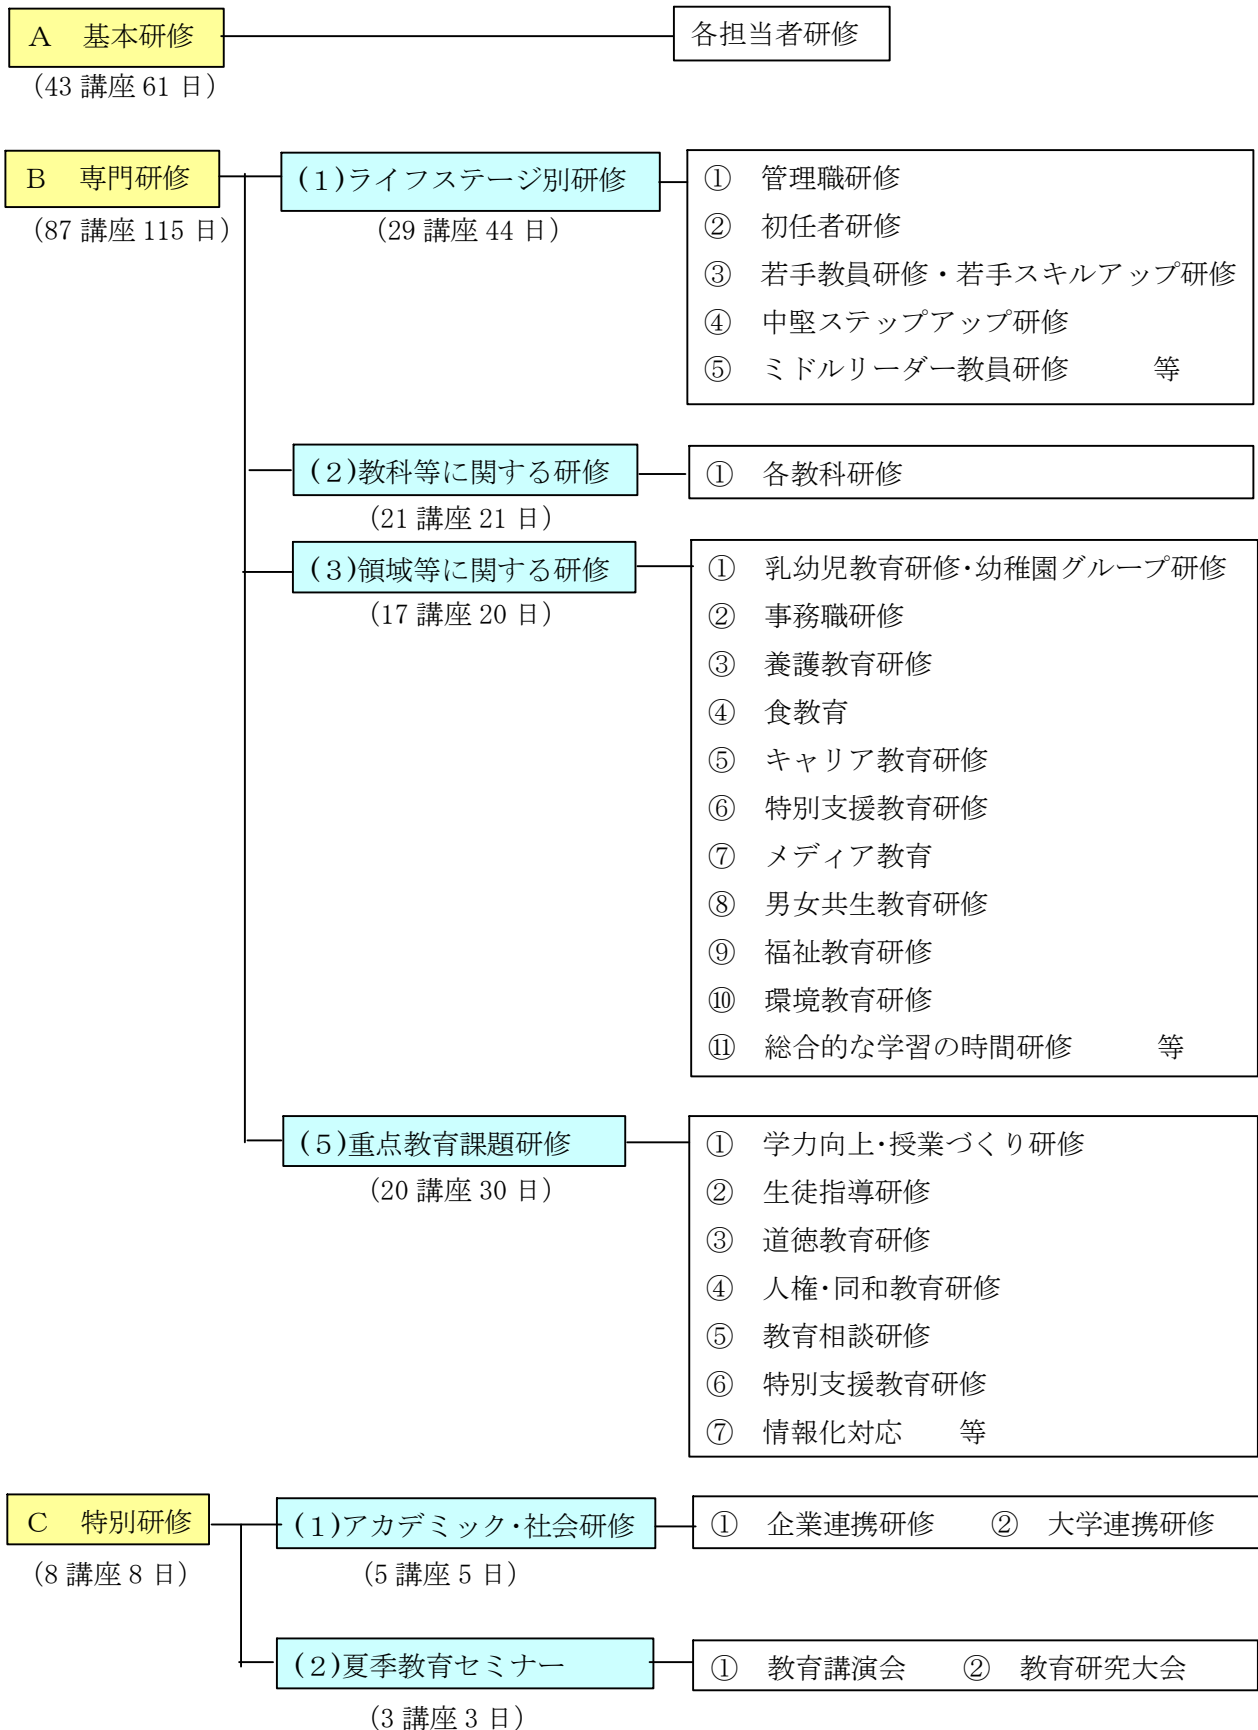 A　基本研修
各担当者研修
(43 講座 61 日)
B　専門研修
(87 講座 115 日)
(1)ライフステージ別研修
(29 講座 44 日)
①　管理職研修
②　初任者研修
③　若手教員研修・若手スキルアップ研修
④　中堅ステップアップ研修
⑤　ミドルリーダー教員研修　　等
(2)教科等に関する研修
(21 講座 21 日)
①　各教科研修
(3)領域等に関する研修
(17 講座 20 日)
①　乳幼児教育研修・幼稚園グループ研修
②　事務職研修
③　養護教育研修
④　食教育
⑤　キャリア教育研修
⑥　特別支援教育研修
⑦　メディア教育
⑧　男女共生教育研修
⑨　福祉教育研修
⑩　環境教育研修
⑪　総合的な学習の時間研修　　等
(5)重点教育課題研修
(20 講座 30 日)
①　学力向上・授業づくり研修
②　生徒指導研修
③　道徳教育研修
④　人権・同和教育研修
⑤　教育相談研修
⑥　特別支援教育研修
⑦　情報化対応　　等
C　特別研修
(8 講座 8 日)
(1)アカデミック・社会研修
(5 講座 5 日)
①　企業連携研修　　②　大学連携研修
(2)夏季教育セミナー
(3 講座 3 日)
①　教育講演会　　②　教育研究大会